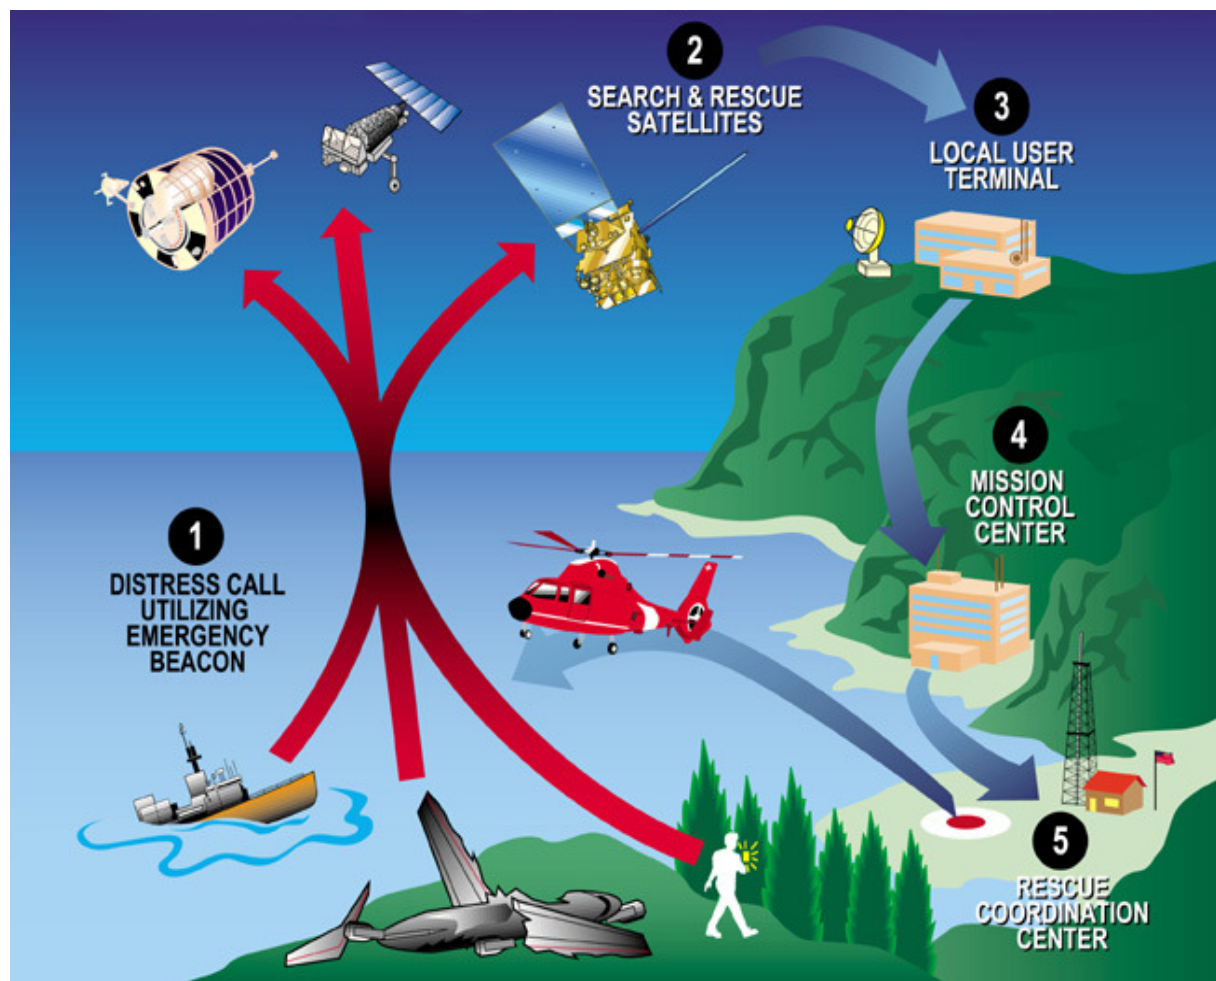 1
DISTRESS CALL
UTILIZING
EMERGENCY
BEACON
2
SEARCH & RESCUE
SATELLITES
3
LOCAL USER
TERMINAL
4
MISSION
CONTROL
CENTER
5
RESCUE
COORDINATION
CENTER